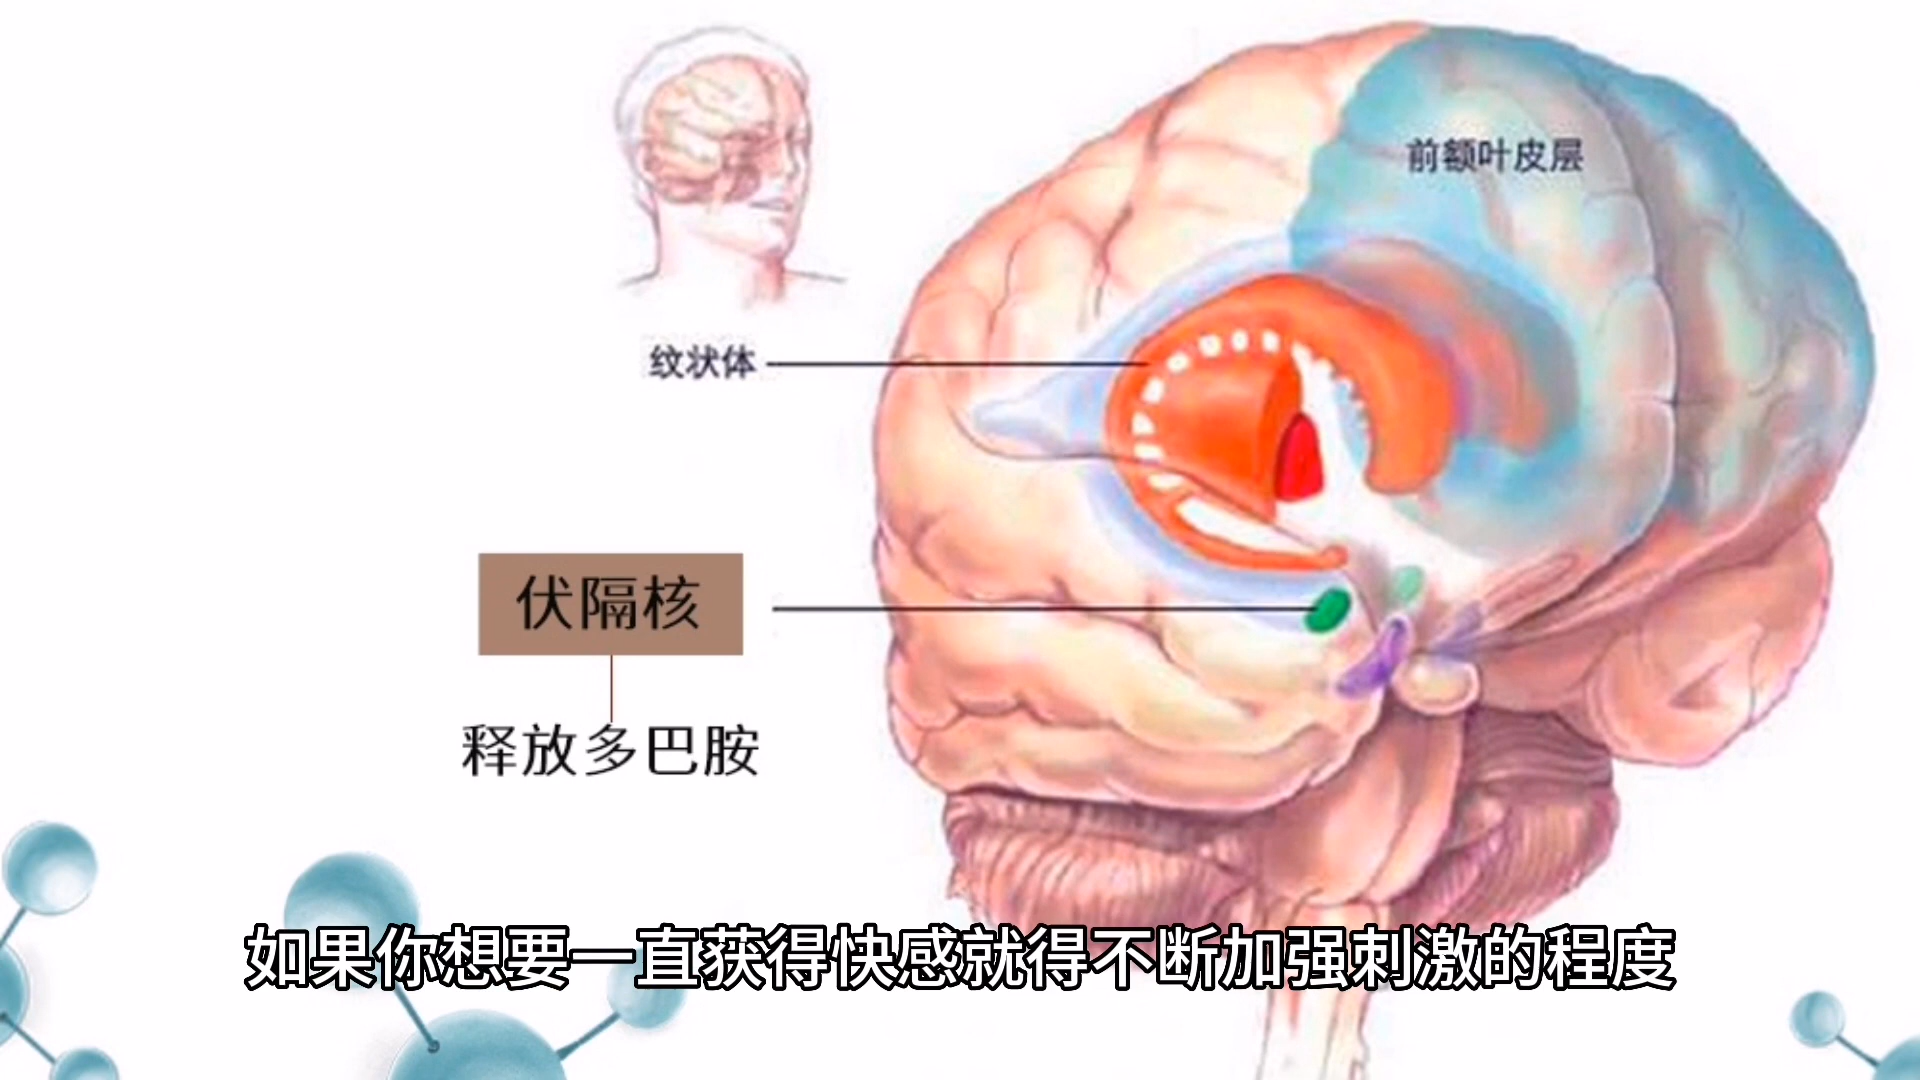 前额叶皮层
纹状体
伏隔核
释放多巴胺
如果你想要一直获得快感就得不断加强刺激的程度